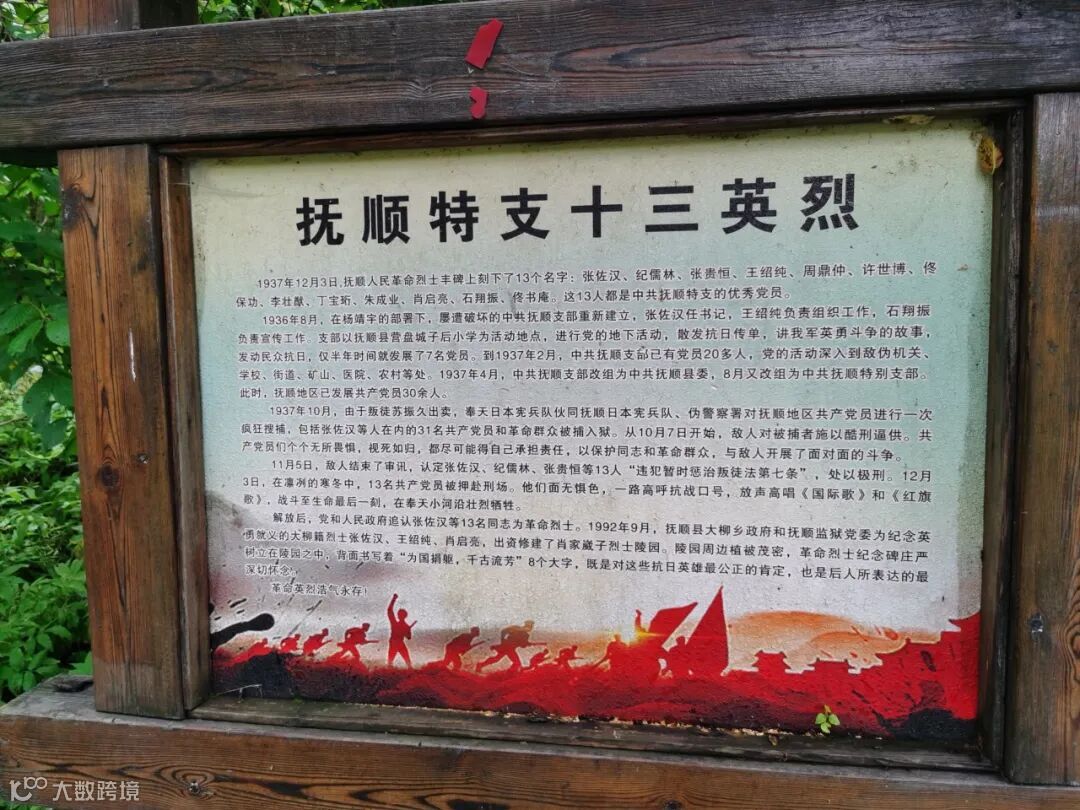 抚顺特支十三英烈
1937年12月3日,抚顺人民革命烈士丰碑上刻下了13个名字：张佐汉、纪儒林、张贵恒、王绍纯、周鼎仲、许世博、佟
保功、李壮猷、丁宝珩、朱成业、肖启亮、石翔振、佟书庵。这13人都是中共抚顺特支的优秀党员。
1936年8月，在杨靖宇的部署下，屡遭破坏的中共抚顺支部重新建立，张佐汉任书记，王绍纯负责组织工作，石翔振
负责宣传工作。支部以抚顺县营盘城子后小学为活动地点，进行党的地下活动，散发抗日传单，讲我军英勇斗争的故事，
发动民众抗日，仅半年时间就发展了7名党员。到1937年2月，中共抚顺支部已有党员20多人，党的活动深入到敌伪机关、
学校、街道、矿山、医院、农村等处。1937年4月，中共抚顺支部改组为中共抚顺县委，8月又改组为中共抚顺特别支部。
此时，抚顺地区已发展共产党员30余人。
1937年10月，由于叛徒苏振久出卖，奉天日本宪兵队伙同抚顺日本宪兵队、伪警察署对抚顺地区共产党员进行一次
疯狂搜捕，包括张佐汉等人在内的31名共产党员和革命群众被捕入狱。从10月7日开始，敌人对被捕者施以酷刑逼供。共
产党员们个个无所畏惧，视死如归，都尽可能得自己承担责任，以保护同志和革命群众，与敌人开展了面对面的斗争。
11月5日，敌人结束了审讯，认定张佐汉、纪儒林、张贵恒等13人“违犯暂时惩治叛徒法第七条”，处以极刑。12月
3日，在凛冽的寒冬中，13名共产党员被押赴刑场。他们面无惧色，一路高呼抗战口号，放声高唱《国际歌》和《红旗
歌》，战斗至生命最后一刻，在奉天小河沿壮烈牺牲。
解放后，党和人民政府追认张佐汉等13名同志为革命烈士。1992年9月，抚顺县大柳乡政府和抚顺监狱党委为纪念英
勇就义的大柳籍烈士张佐汉、王绍纯、肖启亮，出资修建了肖家崴子烈士陵园。陵园周边植被茂密，革命烈士纪念碑庄严
树立在陵园之中，背面书写着“为国捐躯，千古流芳”8个大字，既是对这些抗日英雄最公正的肯定，也是后人所表达的最
深切怀念！
革命英烈浩气永存！
大数跨境